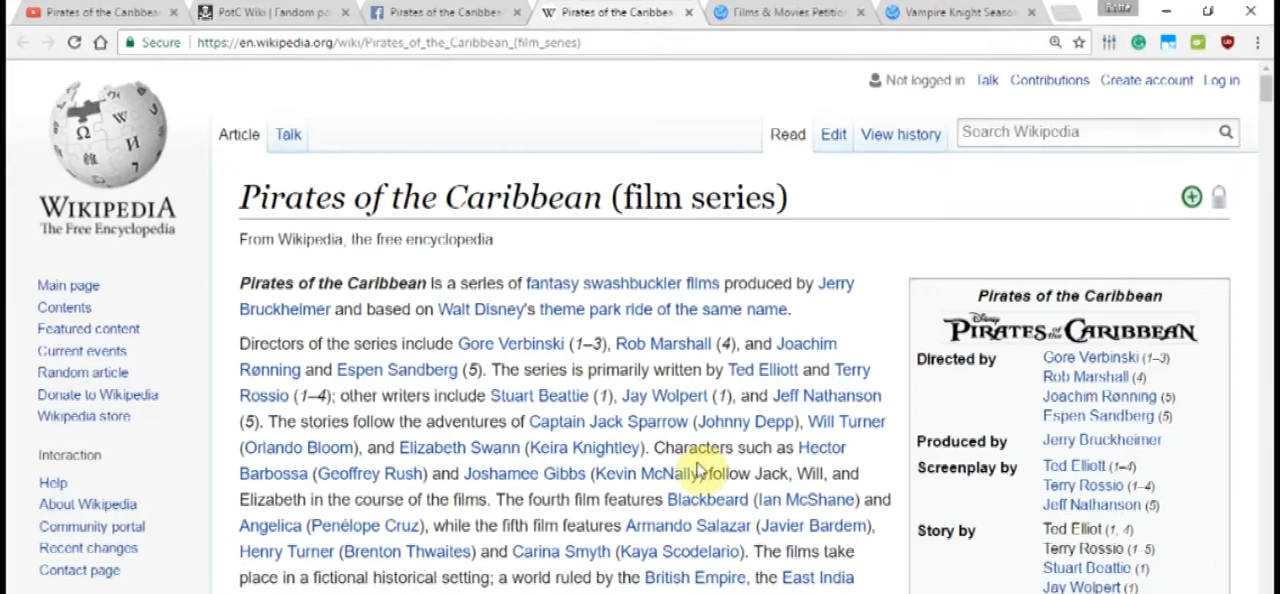 Pirates of the Caribbe
PotC Wiki | Fandom po
Pirates of the Caribbe
Pirates of the Caribbe
Films & Movies Petitio
Vampire Knight Seaso
Secure
https://en.wikipedia.org/wiki/Pirates_of_the_Caribbean_(film_series)
Not logged in Talk Contributions Create account Log in
Article Talk Read Edit View history Search Wikipedia
WIKIPEDIA
The Free Encyclopedia
Main page
Contents
Featured content
Current events
Random article
Donate to Wikipedia
Wikipedia store
Interaction
Help
About Wikipedia
Community portal
Recent changes
Contact page
Pirates of the Caribbean (film series)
From Wikipedia, the free encyclopedia
Pirates of the Caribbean is a series of fantasy swashbuckler films produced by Jerry
Bruckheimer and based on Walt Disney's theme park ride of the same name.
Directors of the series include Gore Verbinski (1–3), Rob Marshall (4), and Joachim
Rønning and Espen Sandberg (5). The series is primarily written by Ted Elliott and Terry
Rossio (1–4); other writers include Stuart Beattie (1), Jay Wolpert (1), and Jeff Nathanson
(5). The stories follow the adventures of Captain Jack Sparrow (Johnny Depp), Will Turner
(Orlando Bloom), and Elizabeth Swann (Keira Knightley). Characters such as Hector
Barbossa (Geoffrey Rush) and Joshamee Gibbs (Kevin McNally) follow Jack, Will, and
Elizabeth in the course of the films. The fourth film features Blackbeard (Ian McShane) and
Angelica (Penélope Cruz), while the fifth film features Armando Salazar (Javier Bardem),
Henry Turner (Brenton Thwaites) and Carina Smyth (Kaya Scodelario). The films take
place in a fictional historical setting; a world ruled by the British Empire, the East India
Pirates of the Caribbean
Disney PIRATES of the CARIBBEAN
Directed by Gore Verbinski (1–3)
Rob Marshall (4)
Joachim Rønning (5)
Espen Sandberg (5)
Produced by Jerry Bruckheimer
Screenplay by Ted Elliott (1–4)
Terry Rossio (1–4)
Jeff Nathanson (5)
Story by Ted Elliot (1, 4)
Terry Rossio (1–5)
Stuart Beattie (1)
Jay Wolpert (1)